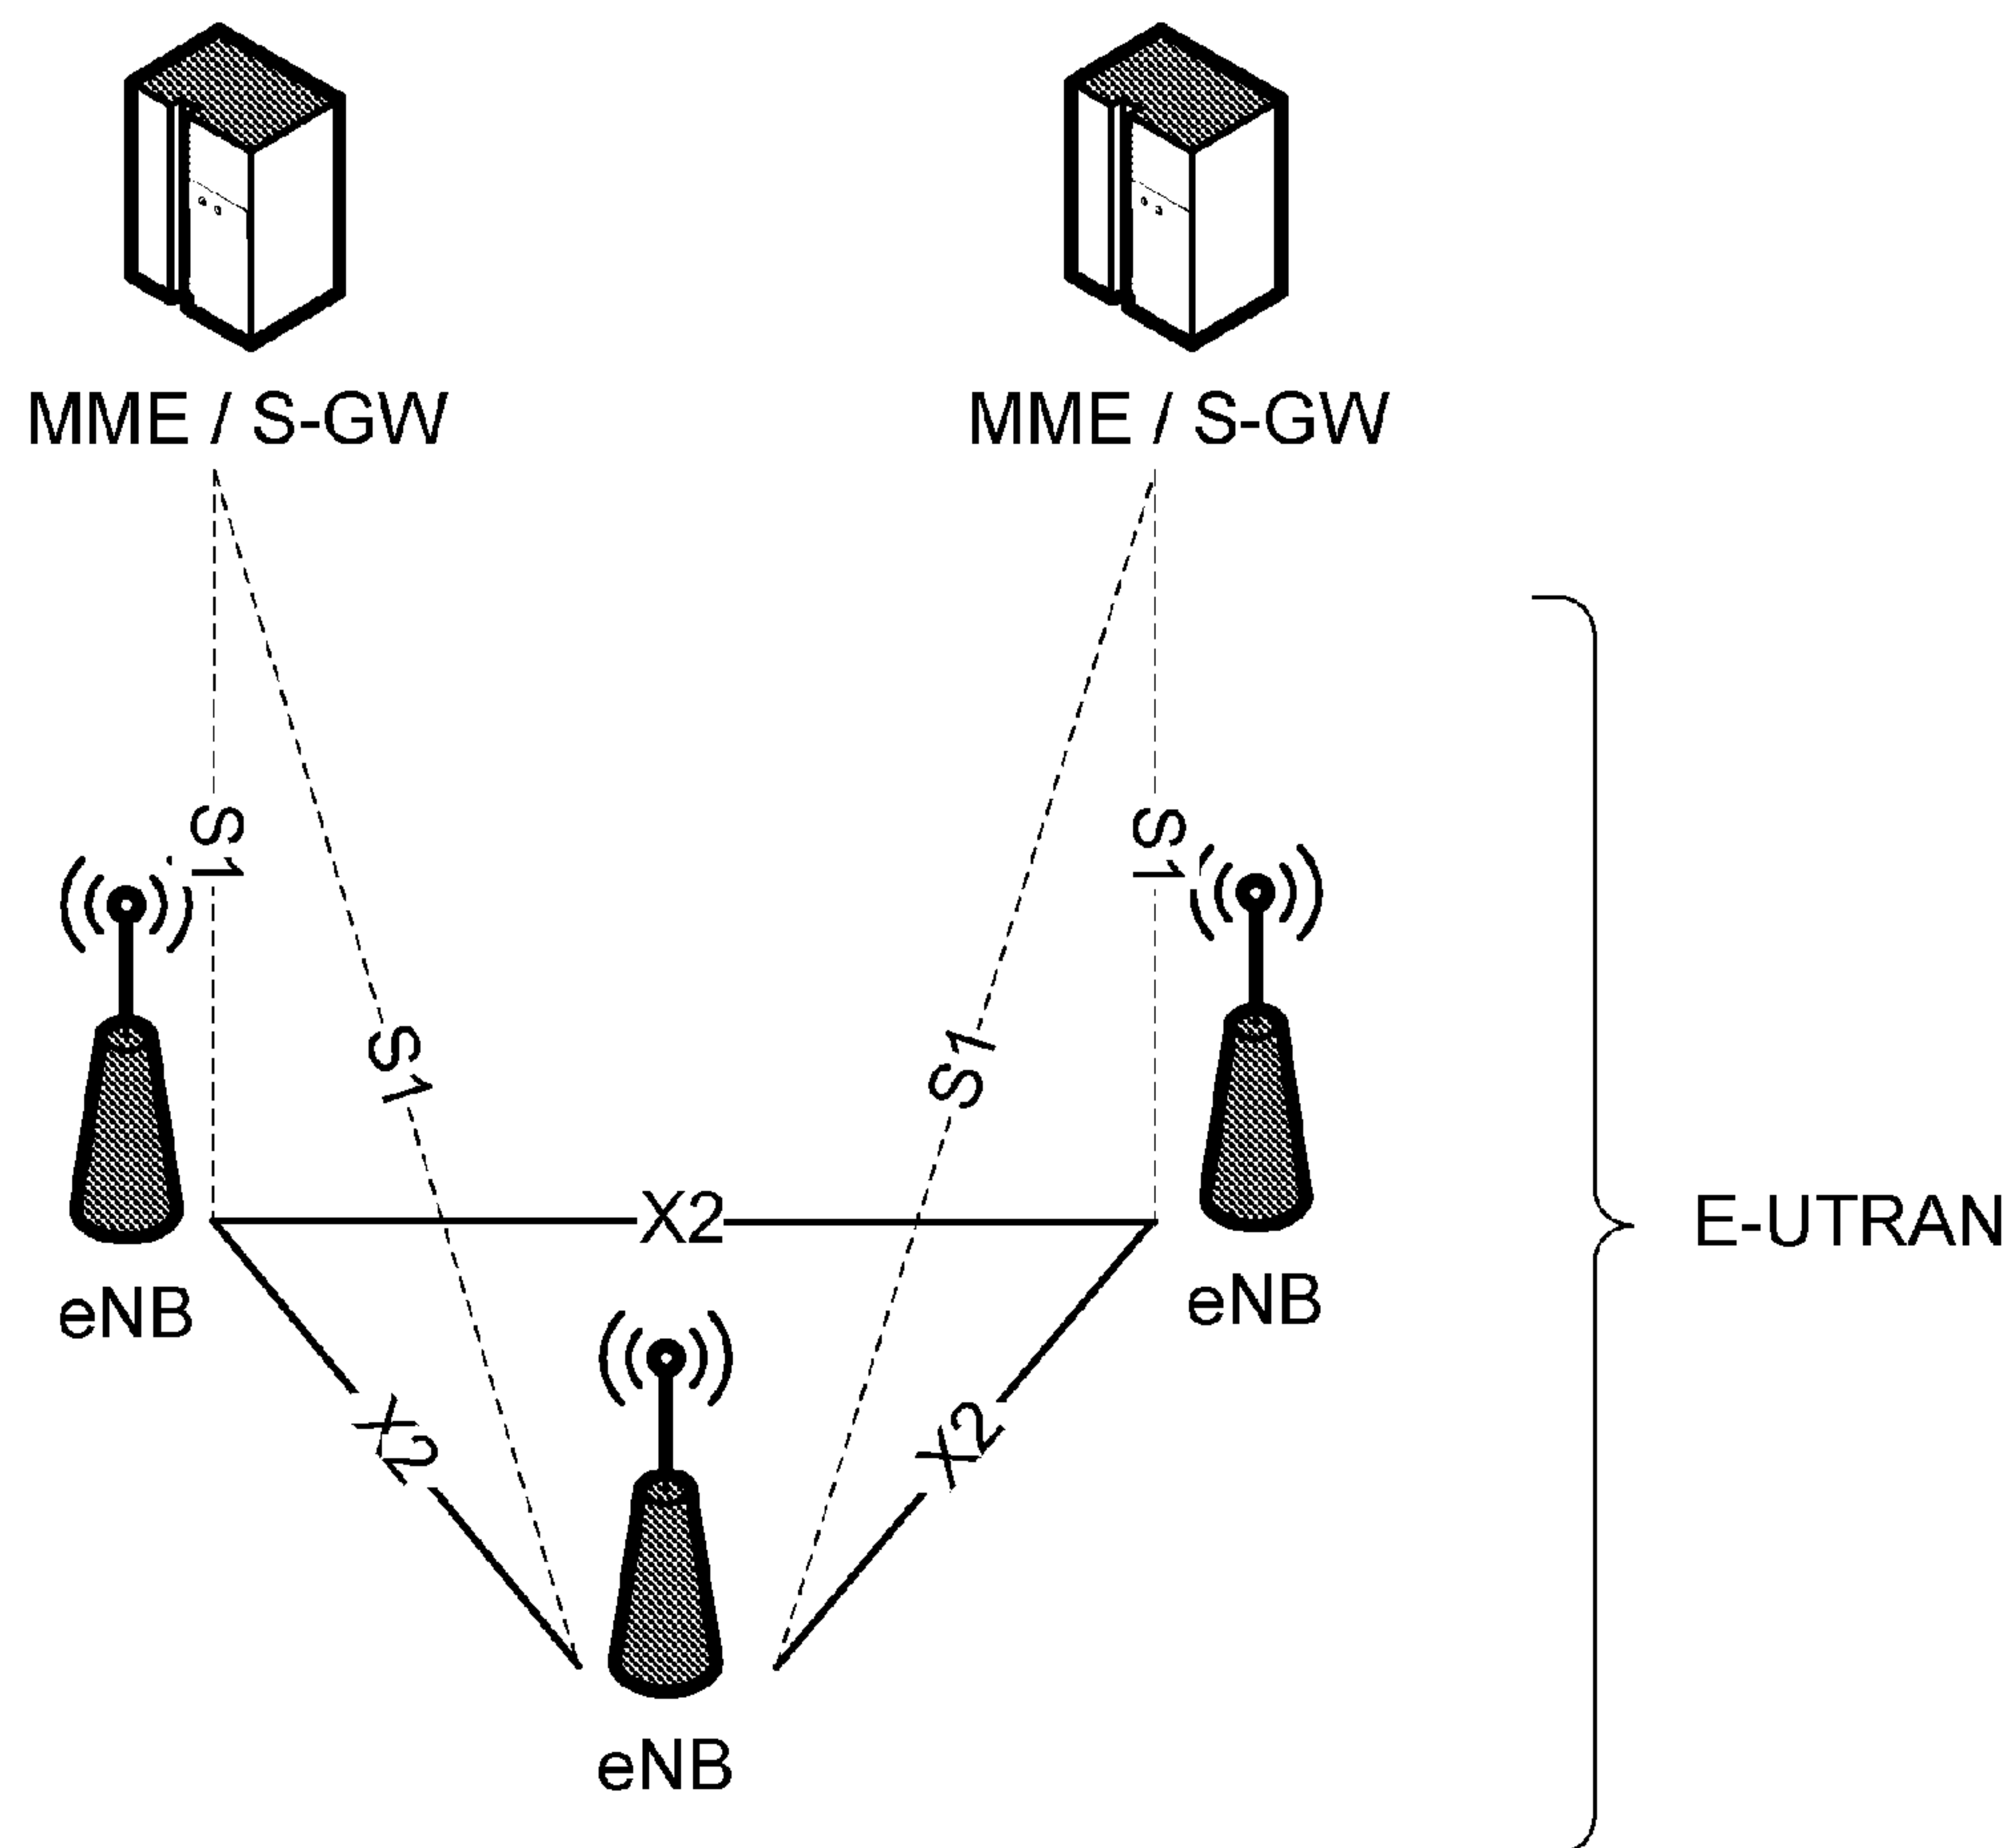 MME / S-GW
MME / S-GW
S1
S1
S1
S1
X2
E-UTRAN
eNB
eNB
X2
X2
eNB